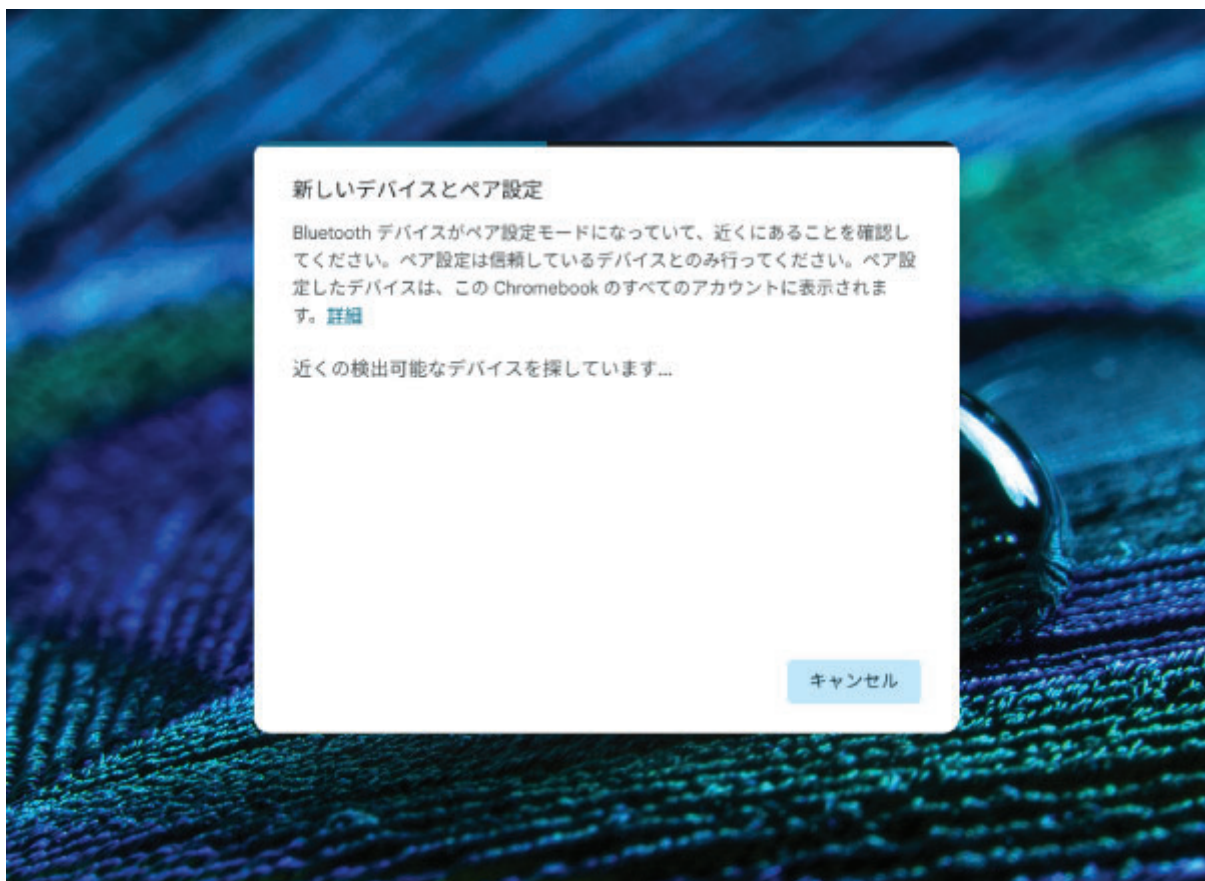 新しいデバイスとペア設定
Bluetooth デバイスがペア設定モードになっていて、近くにあることを確認し
てください。ペア設定は信頼しているデバイスとのみ行ってください。ペア設
定したデバイスは、この Chromebook のすべてのアカウントに表示されま
す。詳細
近くの検出可能なデバイスを探しています...
キャンセル